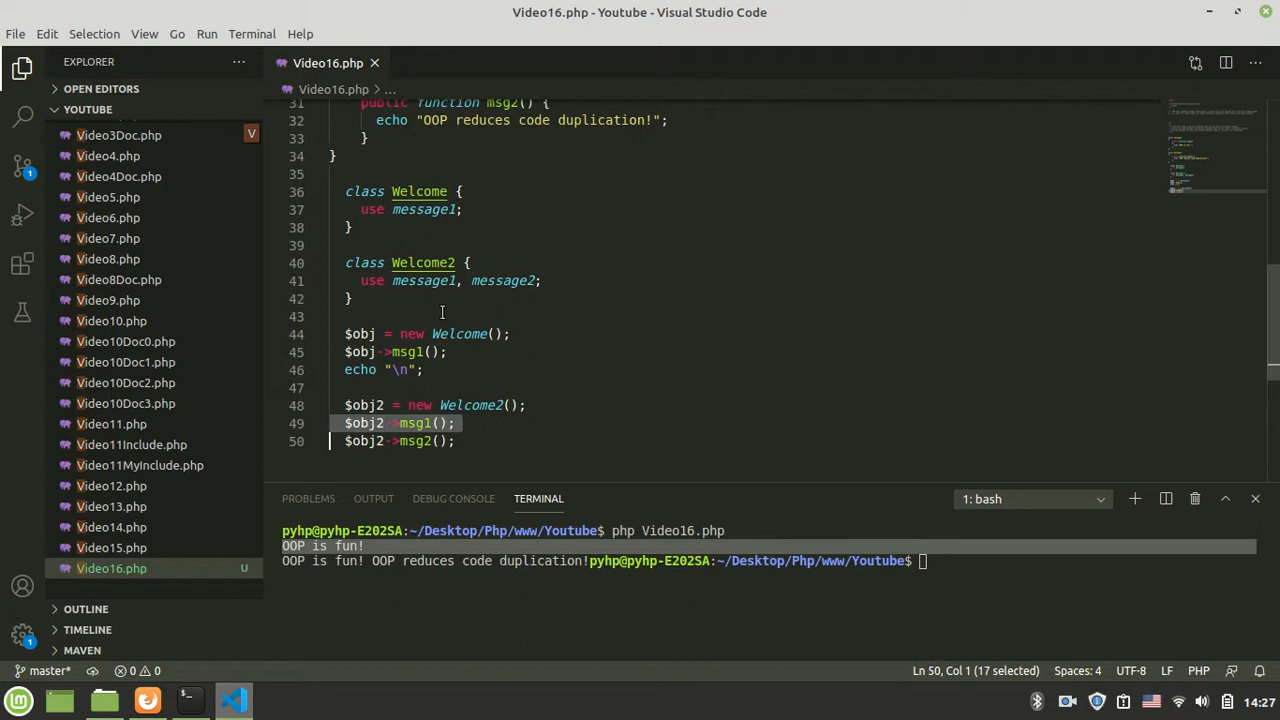 Video16.php - Youtube - Visual Studio Code
File Edit Selection View Go Run Terminal Help
EXPLORER
OPEN EDITORS
YOUTUBE
Video3Doc.php V
Video4.php
Video4Doc.php
Video5.php
Video6.php
Video7.php
Video8.php
Video8Doc.php
Video9.php
Video10.php
Video10Doc0.php
Video10Doc1.php
Video10Doc2.php
Video10Doc3.php
Video11.php
Video11Include.php
Video11MyInclude.php
Video12.php
Video13.php
Video14.php
Video15.php
Video16.php U
OUTLINE
TIMELINE
MAVEN
Video16.php
Video16.php > ...
31 public function msg2() {
32 echo "OOP reduces code duplication!";
33 }
34 }
35
36 class Welcome {
37 use message1;
38 }
39
40 class Welcome2 {
41 use message1, message2;
42 }
43
44 $obj = new Welcome();
45 $obj->msg1();
46 echo "\n";
47
48 $obj2 = new Welcome2();
49 $obj2->msg1();
50 $obj2->msg2();
PROBLEMS OUTPUT DEBUG CONSOLE TERMINAL 1: bash
pyhp@pyhp-E202SA:~/Desktop/Php/www/Youtube$ php Video16.php
OOP is fun!
OOP is fun! OOP reduces code duplication!pyhp@pyhp-E202SA:~/Desktop/Php/www/Youtube$
1
1
master* 0 0 Ln 50, Col 1 (17 selected) Spaces: 4 UTF-8 LF PHP
14:27